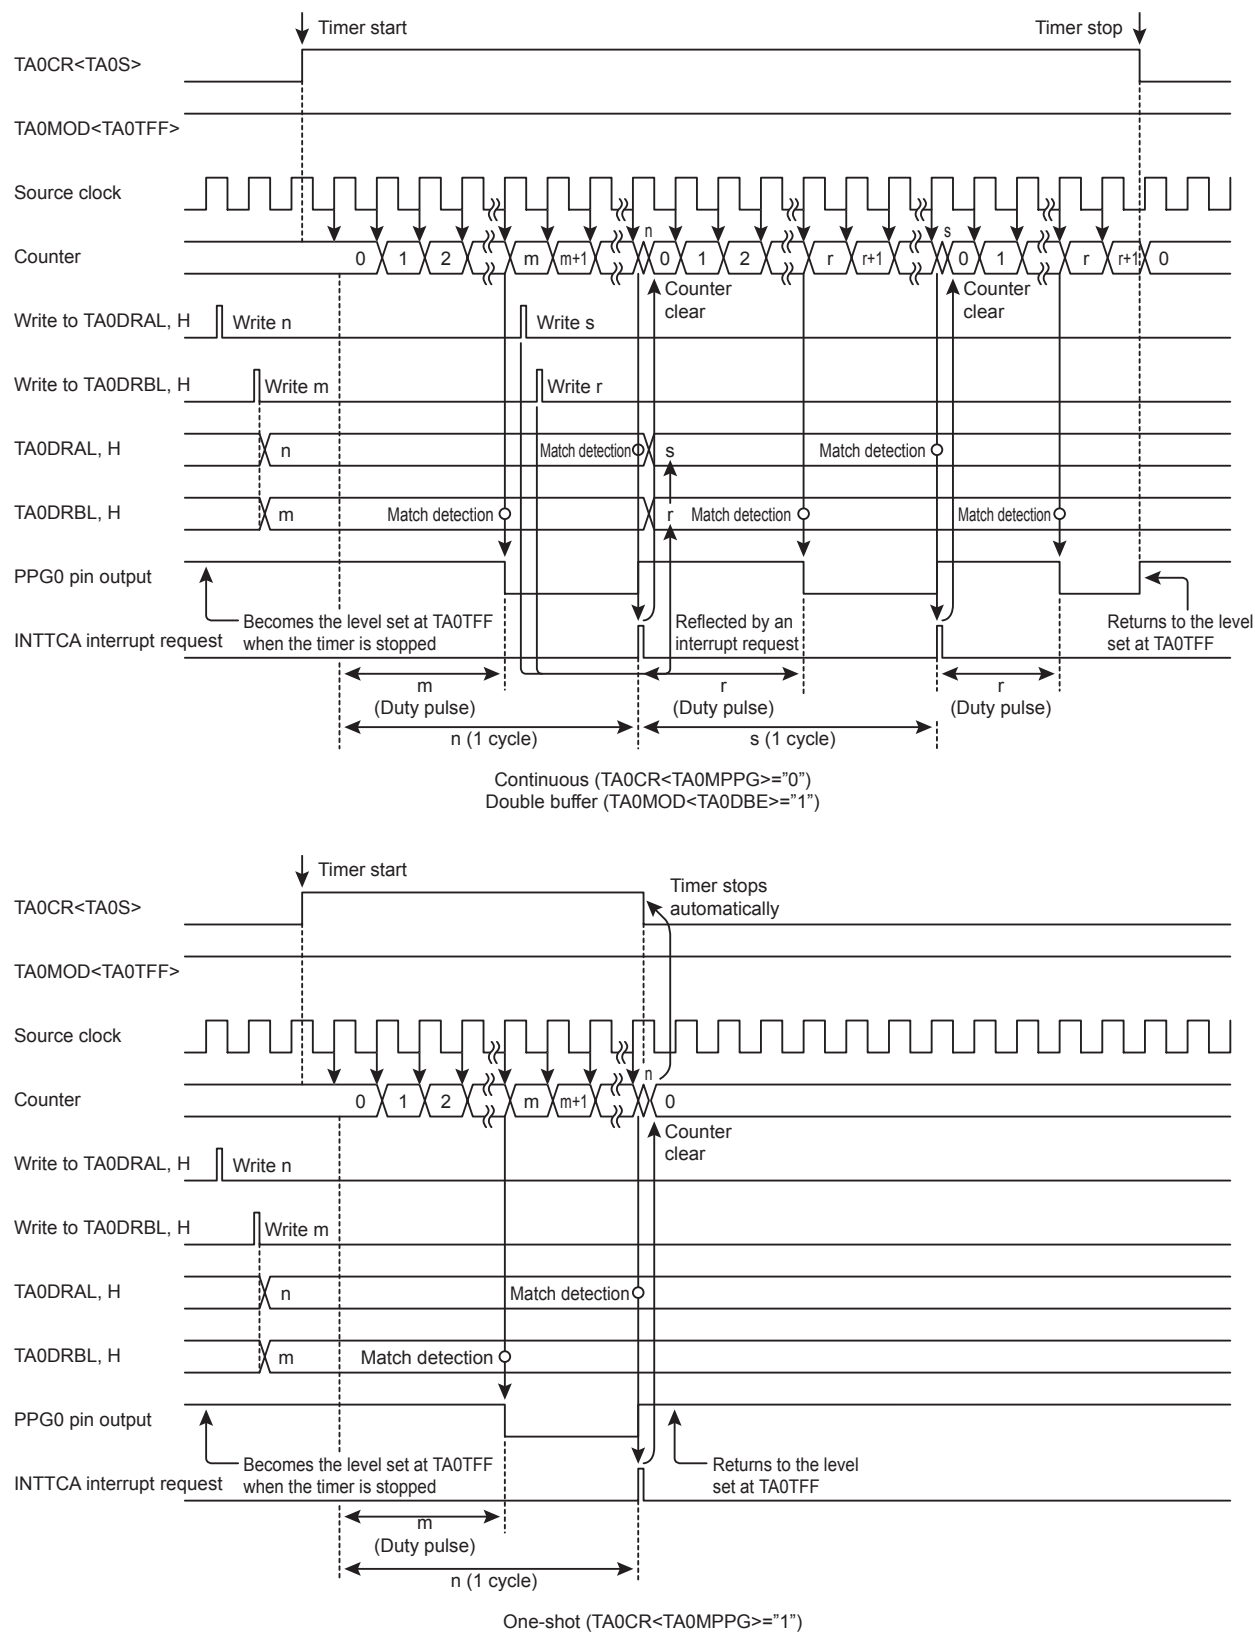 Timer start
Timer stop
TA0CR<TA0S>
TA0MOD<TA0TFF>
Source clock
n
s
Counter
0 1 2 m m+1 0 1 2 r r+1 0 1 r r+1 0
Counter
clear
Counter
clear
Write to TA0DRAL, H
Write n
Write s
Write to TA0DRBL, H
Write m
Write r
TA0DRAL, H
n
Match detection
s
Match detection
TA0DRBL, H
m
Match detection
r
Match detection
Match detection
PPG0 pin output
Becomes the level set at TA0TFF
when the timer is stopped
Reflected by an
interrupt request
Returns to the level
set at TA0TFF
INTTCA interrupt request
m
(Duty pulse)
r
(Duty pulse)
r
(Duty pulse)
n (1 cycle)
s (1 cycle)
Continuous (TA0CR<TA0MPPG>=”0”)
Double buffer (TA0MOD<TA0DBE>=”1”)
Timer start
Timer stops
automatically
TA0CR<TA0S>
TA0MOD<TA0TFF>
Source clock
n
Counter
0 1 2 m m+1 0
Counter
clear
Write to TA0DRAL, H
Write n
Write to TA0DRBL, H
Write m
TA0DRAL, H
n
Match detection
TA0DRBL, H
m
Match detection
PPG0 pin output
Becomes the level set at TA0TFF
when the timer is stopped
Returns to the level
set at TA0TFF
INTTCA interrupt request
m
(Duty pulse)
n (1 cycle)
One-shot (TA0CR<TA0MPPG>=”1”)